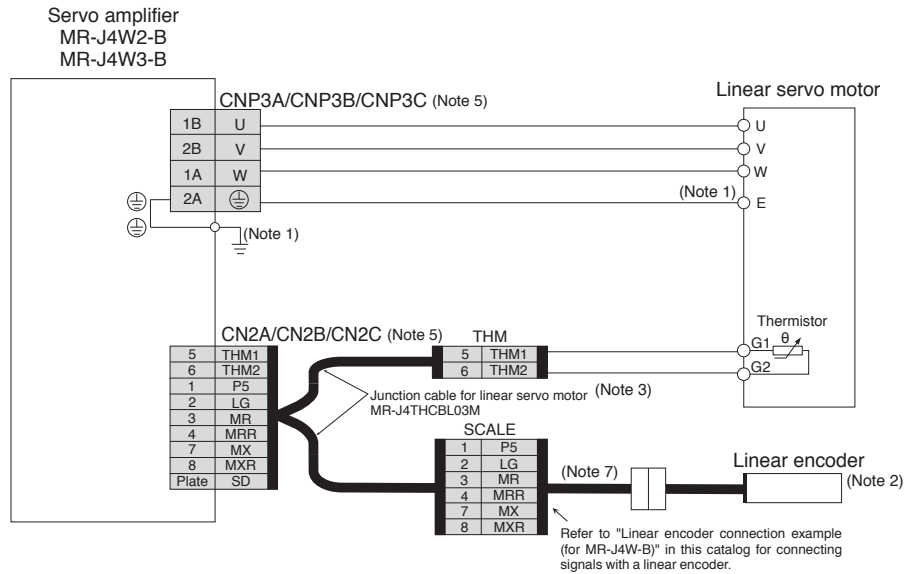 Servo amplifier
MR-J4W2-B
MR-J4W3-B
CNP3A/CNP3B/CNP3C (Note 5)
Linear servo motor
1B U
2B V
1A W
2A
U
V
W
(Note 1) E
(Note 1)
CN2A/CN2B/CN2C (Note 5)
5 THM1
6 THM2
1 P5
2 LG
3 MR
4 MRR
7 MX
8 MXR
Plate SD
THM
5 THM1
6 THM2
Thermistor
θ
G1
G2
Junction cable for linear servo motor (Note 3)
MR-J4THCBL03M
SCALE
1 P5
2 LG
3 MR
4 MRR
7 MX
8 MXR
(Note 7)
Linear encoder
(Note 2)
Refer to "Linear encoder connection example
(for MR-J4W-B)" in this catalog for connecting
signals with a linear encoder.